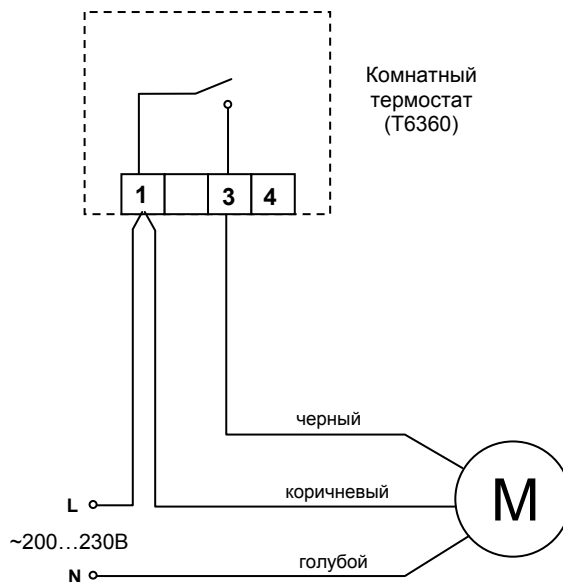 Комнатный
термостат
(T6360)
1 3 4
черный
коричневый
L
~200...230В
голубой
N
M